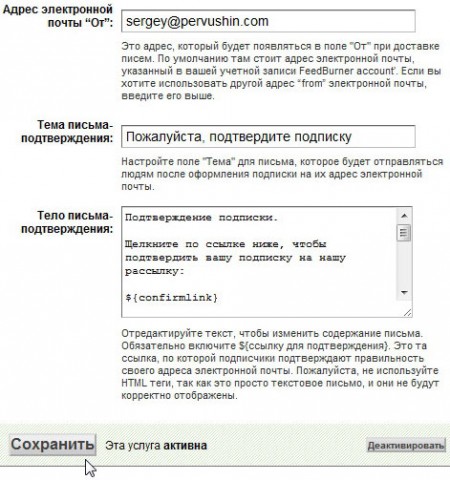 Адрес электронной
почты “От”:
sergey@pervushin.com
Это адрес, который будет появляться в поле "От" при доставке
писем. По умолчанию там стоит адрес электронной почты,
указанный в вашей учетной записи FeedBurner account'. Если вы
хотите использовать другой адрес “from” электронной почты,
введите его выше.
Тема письма-
подтверждения:
Пожалуйста, подтвердите подписку
Настройте поле "Тема" для письма, которое будет отправляться
людям после оформления подписки на их адрес электронной
почты.
Тело письма-
подтверждения:
Подтверждение подписки.
Щелкните по ссылке ниже, чтобы
подтвердить вашу подписку на нашу
рассылку:
${confirmlink}
Отредактируйте текст, чтобы изменить содержание письма.
Обязательно включите ${ссылку для подтверждения}. Это та
ссылка, по которой подписчики подтверждают правильность
своего адреса электронной почты. Пожалуйста, не используйте
HTML теги, так как это просто текстовое письмо, и они не будут
корректно отображены.
Сохранить Эта услуга активна Деактивировать